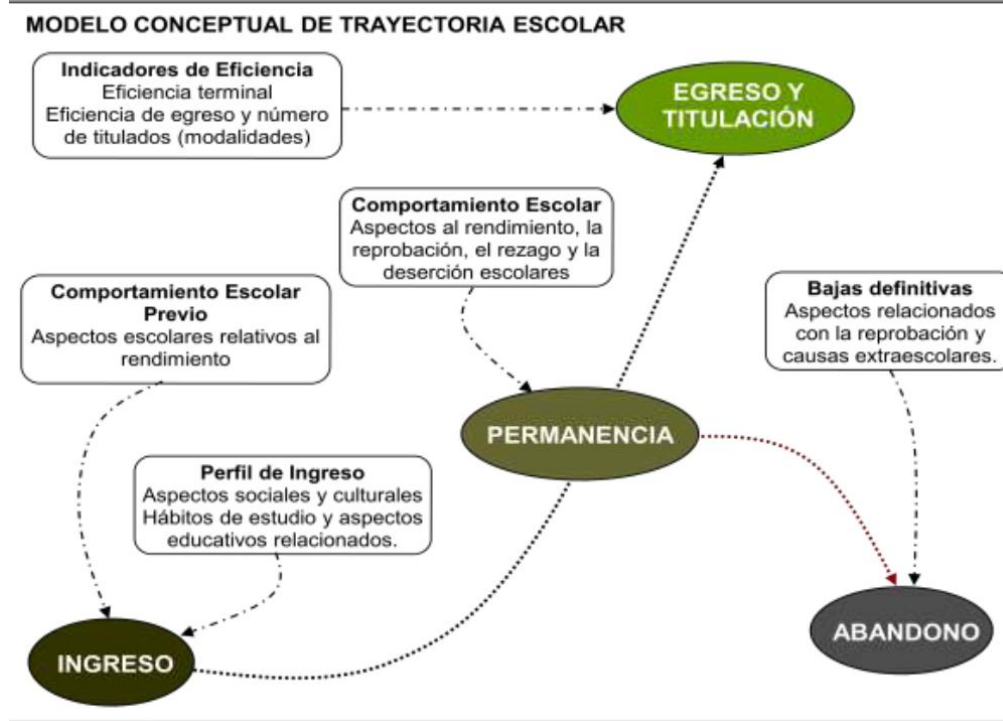 MODELO CONCEPTUAL DE TRAYECTORIA ESCOLAR
Indicadores de Eficiencia
Eficiencia terminal
Eficiencia de egreso y número
de titulados (modalidades)
EGRESO Y
TITULACIÓN
Comportamiento Escolar
Aspectos al rendimiento, la
reprobación, el rezago y la
deserción escolares
Comportamiento Escolar
Previo
Aspectos escolares relativos al
rendimiento
Bajas definitivas
Aspectos relacionados
con la reprobación y
causas extraescolares.
PERMANENCIA
Perfil de Ingreso
Aspectos sociales y culturales
Hábitos de estudio y aspectos
educativos relacionados.
INGRESO
ABANDONO